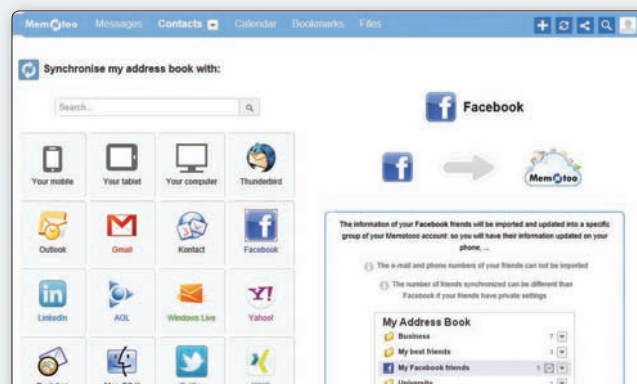 Memotoo Messages Contacts Calendar Bookmarks Files
Synchronise my address book with:
Search...
Your mobile Your tablet Your computer Thunderbird
Outlook Gmail Kontact Facebook
LinkedIn AOL Windows Live Yahoo!
Facebook
Memotoo
The information of your Facebook friends will be imported and updated into a specific
group of your Memotoo account: so you will have their information updated on your
phone, ...
The e-mail and phone numbers of your friends can not be imported
The number of friends synchronized can be different than
Facebook if your friends have private settings
My Address Book
Business 7
My best friends
My Facebook friends 1
University